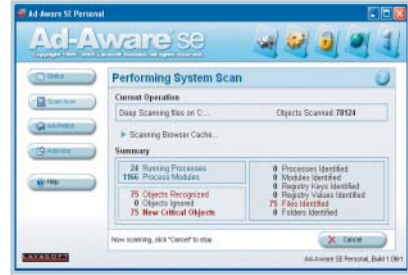 Ad-Aware SE Personal
Ad-Aware SE
Status
Performing System Scan
Current Operation
Scan now
Deep Scanning files on C:...
Objects Scanned: 78124
Ad-Watch
Scanning Browser Cache...
Add-ons
Summary
24 Running Processes
1166 Process Modules
0 Processes Identified
0 Modules Identified
Help
0 Registry Keys Identified
75 Objects Recognized
0 Registry Values Identified
0 Objects Ignored
75 Files Identified
75 New Critical Objects
0 Folders Identified
Now scanning, click "Cancel" to stop.
Cancel
LAVASOFT
Ad-Aware SE Personal, Build 1.06r1